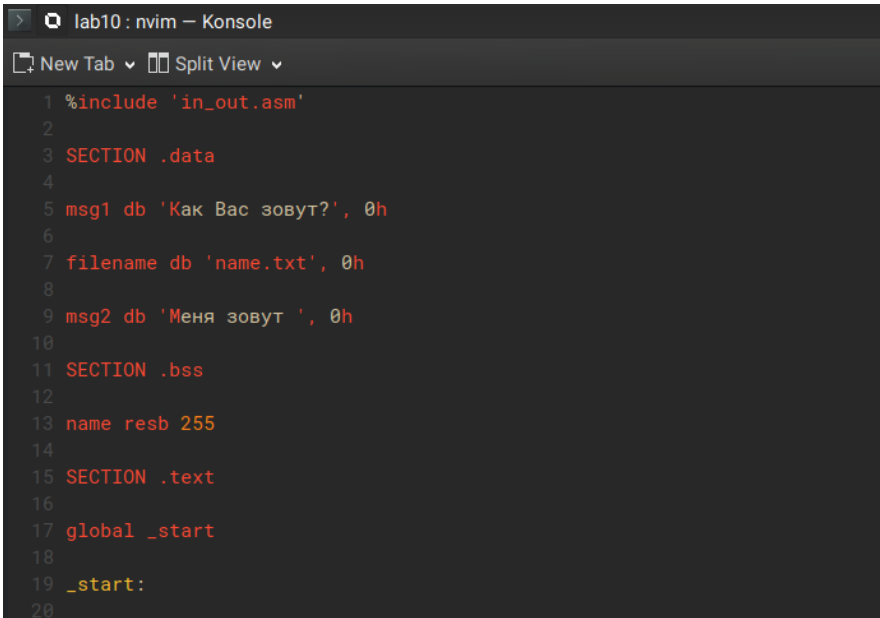 lab10 : nvim — Konsole
New Tab Split View
1 %include 'in_out.asm'
2
3 SECTION .data
4
5 msg1 db 'Как Вас зовут?', 0h
6
7 filename db 'name.txt', 0h
8
9 msg2 db 'Меня зовут ', 0h
10
11 SECTION .bss
12
13 name resb 255
14
15 SECTION .text
16
17 global _start
18
19 _start:
20